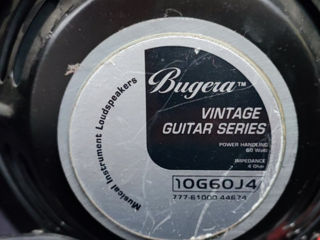 Musical Instrument Loudspeakers
Bugera™
VINTAGE
GUITAR SERIES
POWER HANDLING
60 Watt
IMPEDANCE
4 Ohm
10G60J4
777-61000 44674